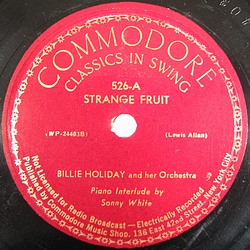 COMMODORE
CLASSICS IN SWING
526-A
STRANGE FRUIT
(WP-24403B) (Lewis Allan)
BILLIE HOLIDAY and her Orchestra
Piano Interlude by
Sonny White
Not Licensed for Radio Broadcast — Electrically Recorded
Published by Commodore Music Shop, 136 East 42nd Street, New York City